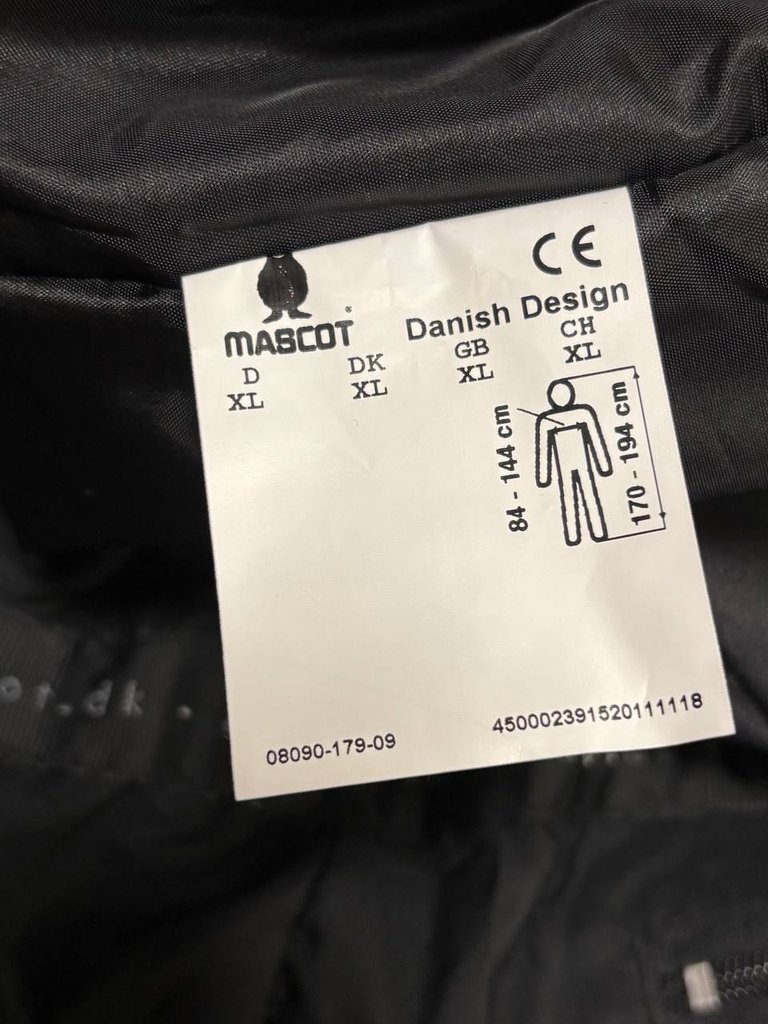 CE
MASCOT®
Danish Design
D DK GB CH
XL XL XL XL
84 - 144 cm
170 - 194 cm
08090-179-09
450002391520111118
.dk